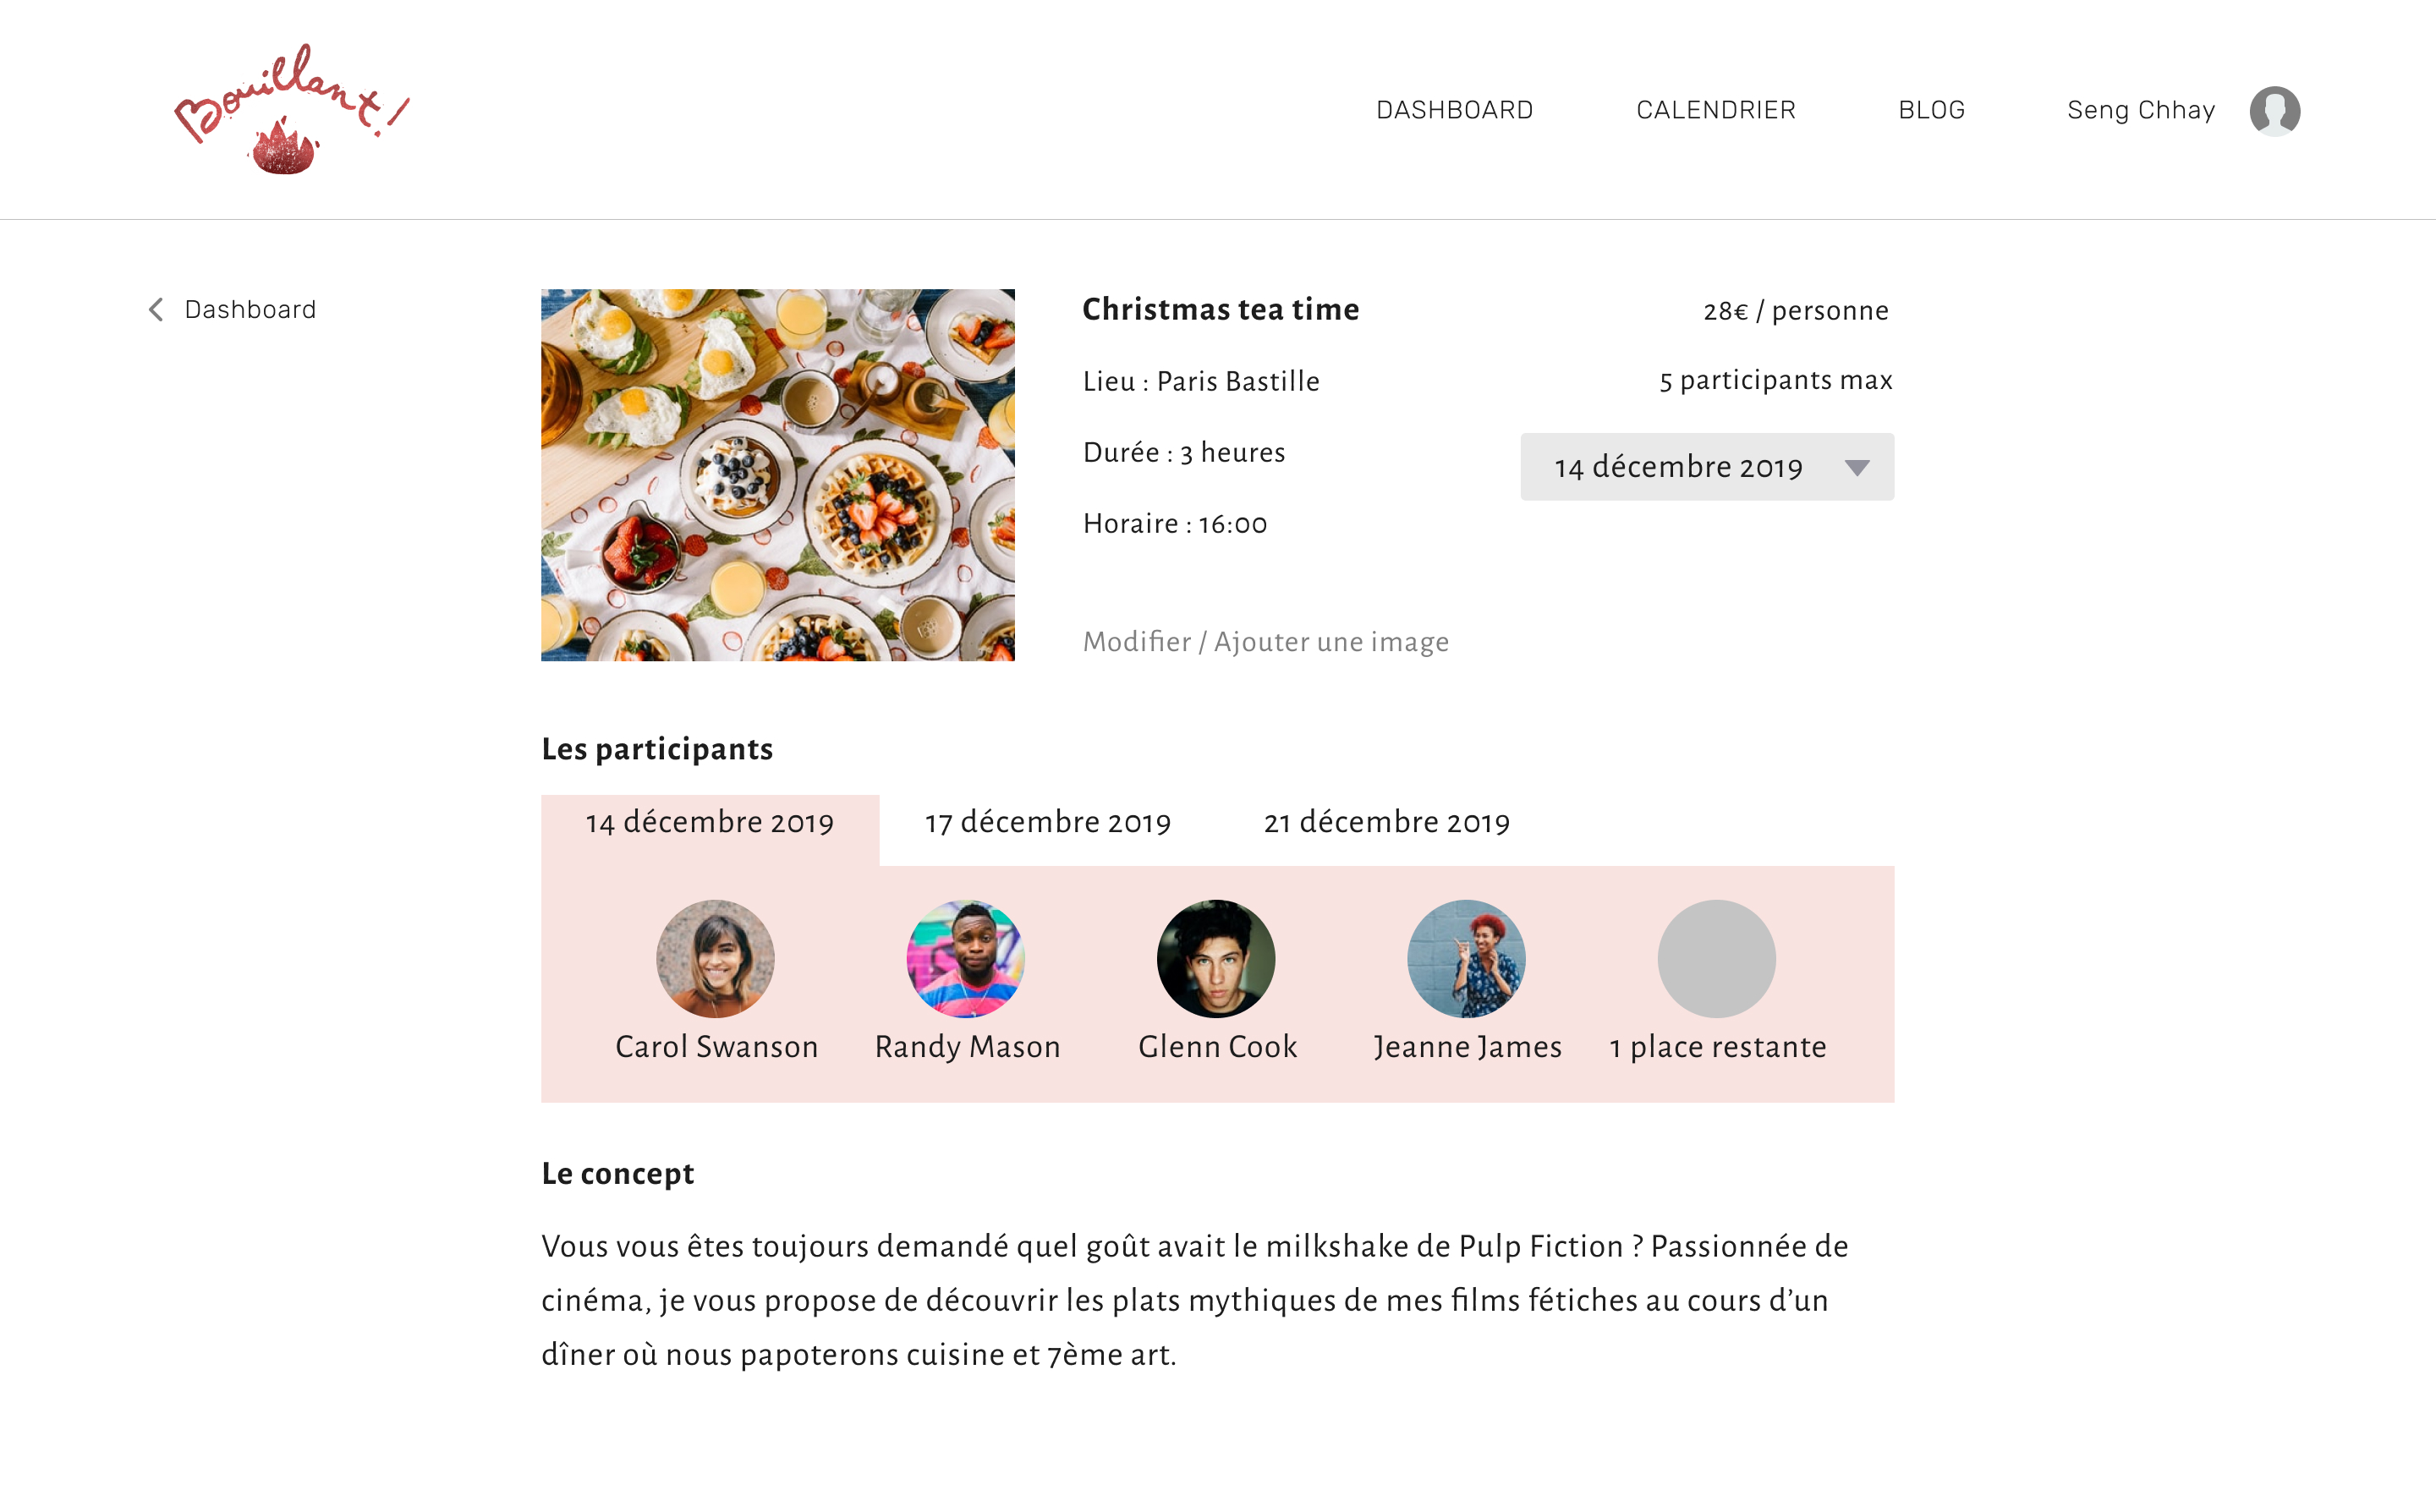 Bouillant!
DASHBOARD CALENDRIER BLOG Seng Chhay
Dashboard
Christmas tea time
28€ / personne
Lieu : Paris Bastille
5 participants max
Durée : 3 heures
14 décembre 2019
Horaire : 16:00
Modifier / Ajouter une image
Les participants
14 décembre 2019 17 décembre 2019 21 décembre 2019
Carol Swanson Randy Mason Glenn Cook Jeanne James 1 place restante
Le concept
Vous vous êtes toujours demandé quel goût avait le milkshake de Pulp Fiction ? Passionnée de
cinéma, je vous propose de découvrir les plats mythiques de mes films fétiches au cours d’un
dîner où nous papoterons cuisine et 7ème art.